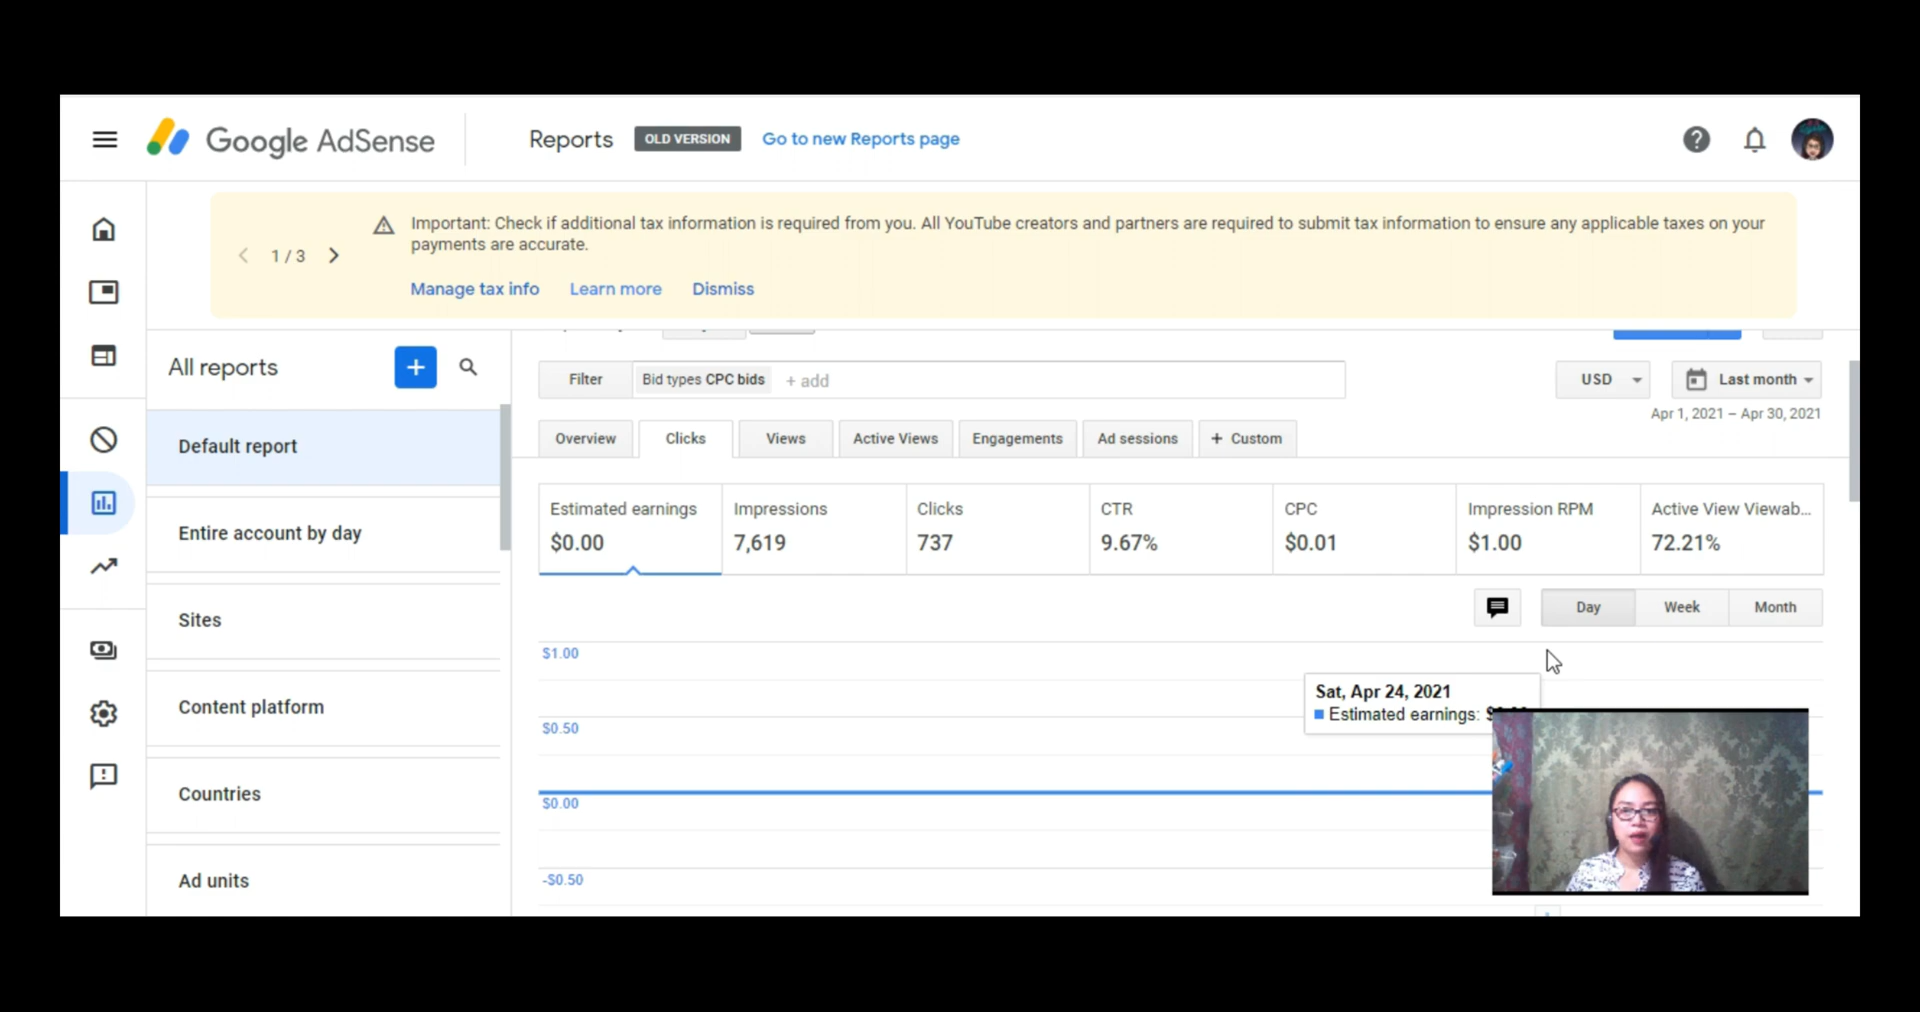 Google AdSense
Reports
OLD VERSION
Go to new Reports page
1 / 3
Important: Check if additional tax information is required from you. All YouTube creators and partners are required to submit tax information to ensure any applicable taxes on your
payments are accurate.
Manage tax info Learn more Dismiss
All reports
Default report
Entire account by day
Sites
Content platform
Countries
Ad units
Filter
Bid types CPC bids
+ add
USD
Last month
Apr 1, 2021 – Apr 30, 2021
Overview Clicks Views Active Views Engagements Ad sessions + Custom
Estimated earnings
$0.00
Impressions
7,619
Clicks
737
CTR
9.67%
CPC
$0.01
Impression RPM
$1.00
Active View Viewab...
72.21%
Day Week Month
$1.00
$0.50
$0.00
-$0.50
Sat, Apr 24, 2021
Estimated earnings: